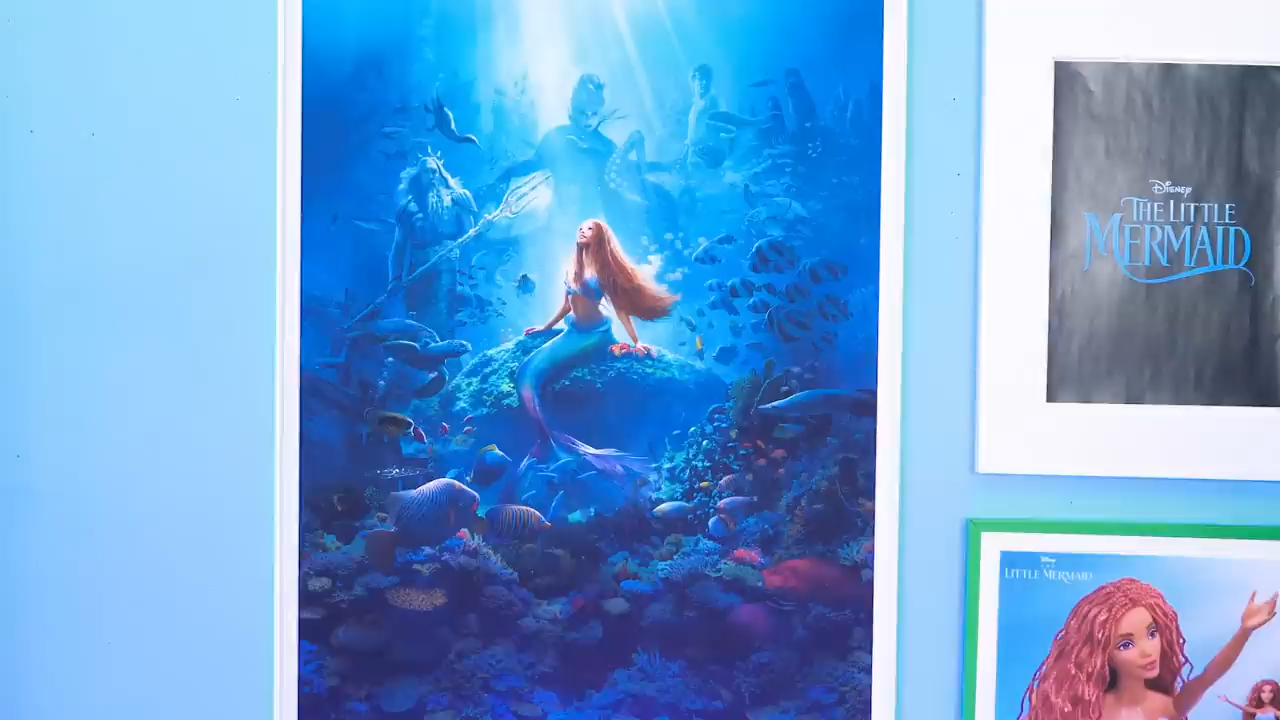 Disney
THE LITTLE
MERMAID
Disney
THE
LITTLE MERMAID